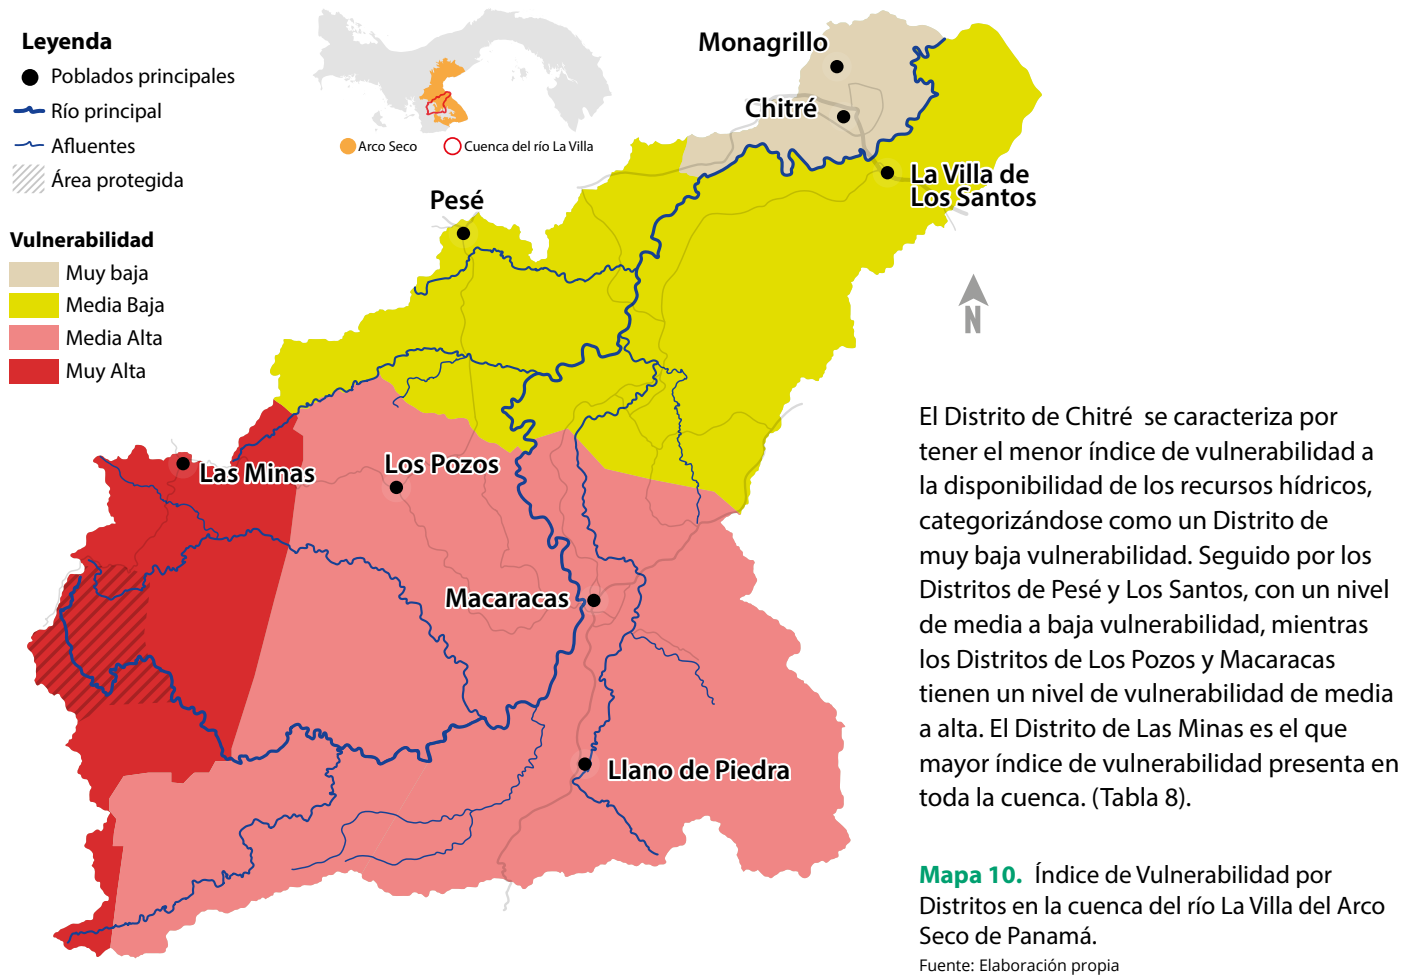 Leyenda
Poblados principales
Río principal
Afluentes
Área protegida
Vulnerabilidad
Muy baja
Media Baja
Media Alta
Muy Alta
Arco Seco
Cuenca del río La Villa
Monagrillo
Chitré
La Villa de
Los Santos
Pesé
N
Las Minas
Los Pozos
Macaracas
Llano de Piedra
El Distrito de Chitré se caracteriza por
tener el menor índice de vulnerabilidad a
la disponibilidad de los recursos hídricos,
categorizándose como un Distrito de
muy baja vulnerabilidad. Seguido por los
Distritos de Pesé y Los Santos, con un nivel
de media a baja vulnerabilidad, mientras
los Distritos de Los Pozos y Macaracas
tienen un nivel de vulnerabilidad de media
a alta. El Distrito de Las Minas es el que
mayor índice de vulnerabilidad presenta en
toda la cuenca. (Tabla 8).
Mapa 10. Índice de Vulnerabilidad por
Distritos en la cuenca del río La Villa del Arco
Seco de Panamá.
Fuente: Elaboración propia